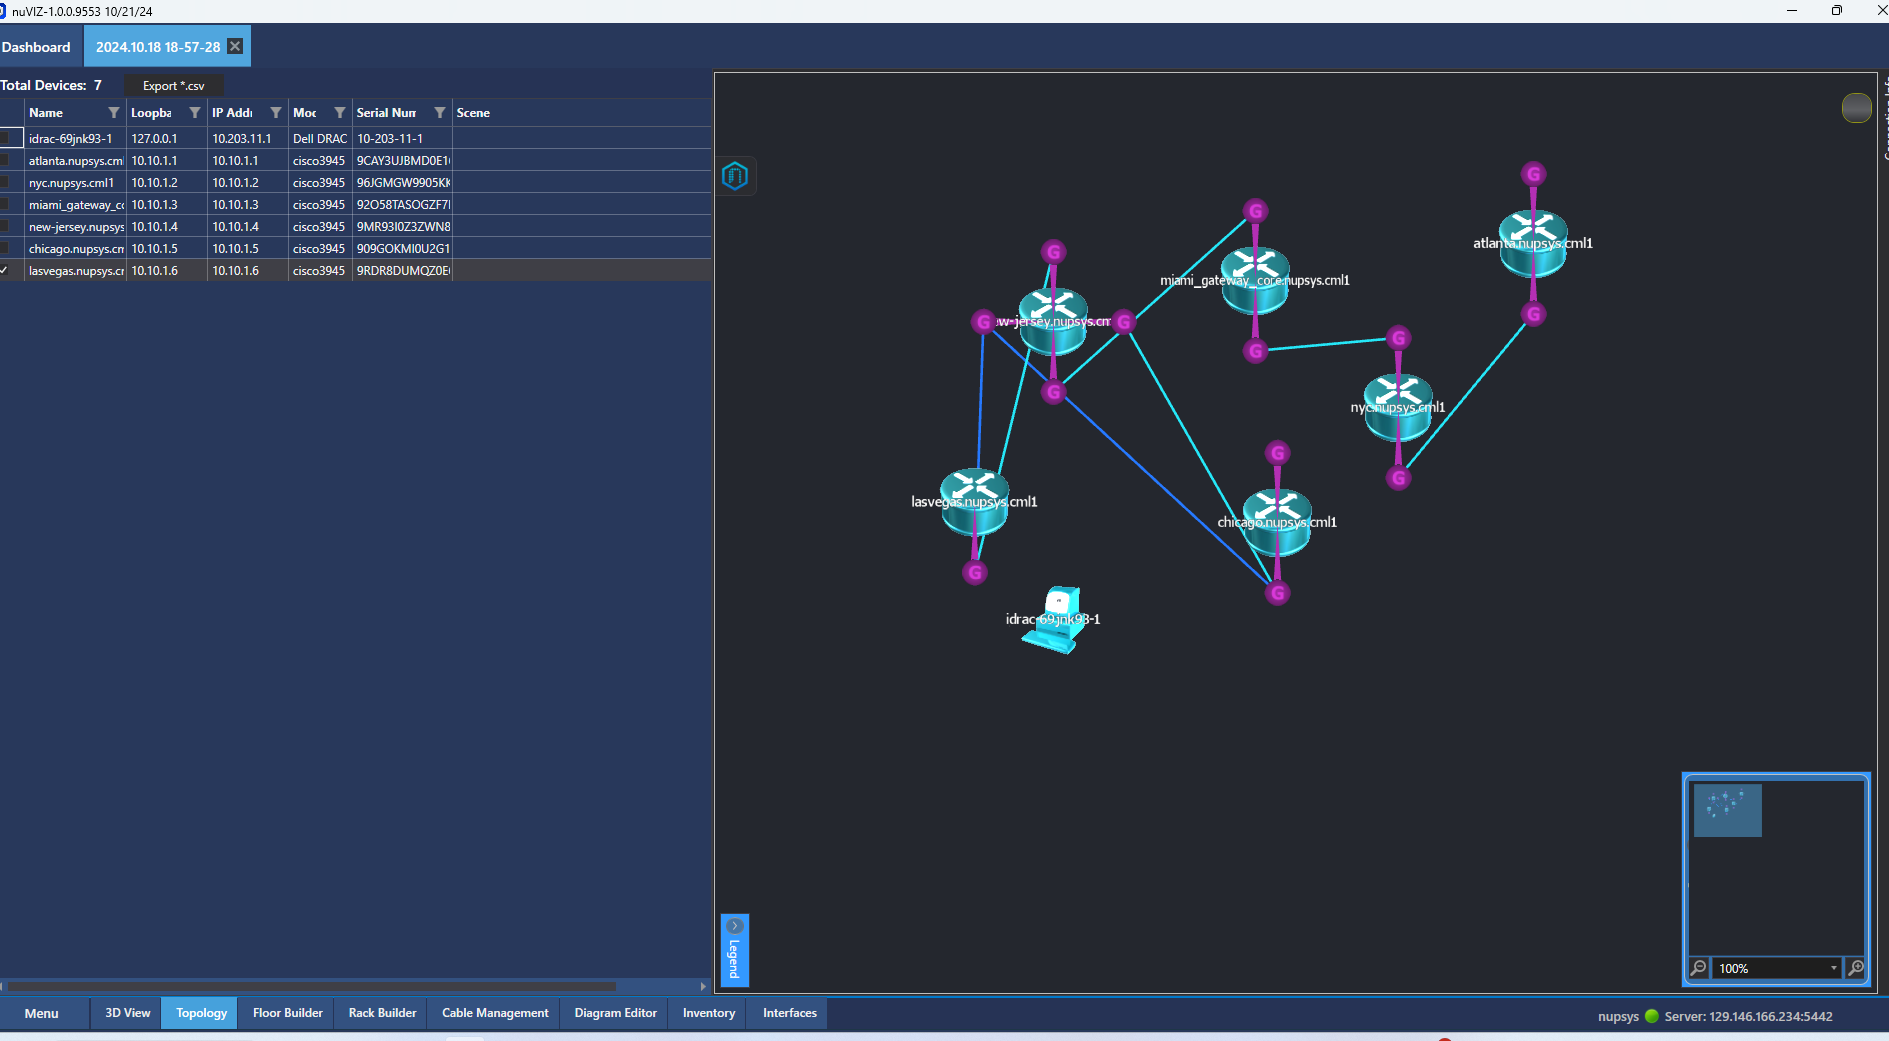 nuVIZ-1.0.0.9553 10/21/24
Dashboard
2024.10.18 18-57-28
Total Devices: 7
Export *.csv
Name Loopba IP Addr Moc Serial Num Scene
idrac-69jnk93-1 127.0.0.1 10.203.11.1 Dell DRAC 10-203-11-1
atlanta.nupsys.cml 10.10.1.1 10.10.1.1 cisco3945 9CAY3UJBMD0E1
nyc.nupsys.cml1 10.10.1.2 10.10.1.2 cisco3945 96JGMGW9905KK
miami_gateway_co 10.10.1.3 10.10.1.3 cisco3945 92O58TASOGZF7
new-jersey.nupsys 10.10.1.4 10.10.1.4 cisco3945 9MR93I0Z3ZWN8
chicago.nupsys.cm 10.10.1.5 10.10.1.5 cisco3945 909GOKMI0U2G1
lasvegas.nupsys.cr 10.10.1.6 10.10.1.6 cisco3945 9RDR8DUMQZ0E
G
atlanta.nupsys.cml1
G
G
miami_gateway_core.nupsys.cml1
G
G
G
ew-jersey.nupsys.cm
G
G
G
nyc.nupsys.cml1
G
lasvegas.nupsys.cml1
G
G
chicago.nupsys.cml1
G
idrac-69jnk93-1
Legend
100%
Menu
3D View
Topology
Floor Builder
Rack Builder
Cable Management
Diagram Editor
Inventory
Interfaces
nupsys Server: 129.146.166.234:5442